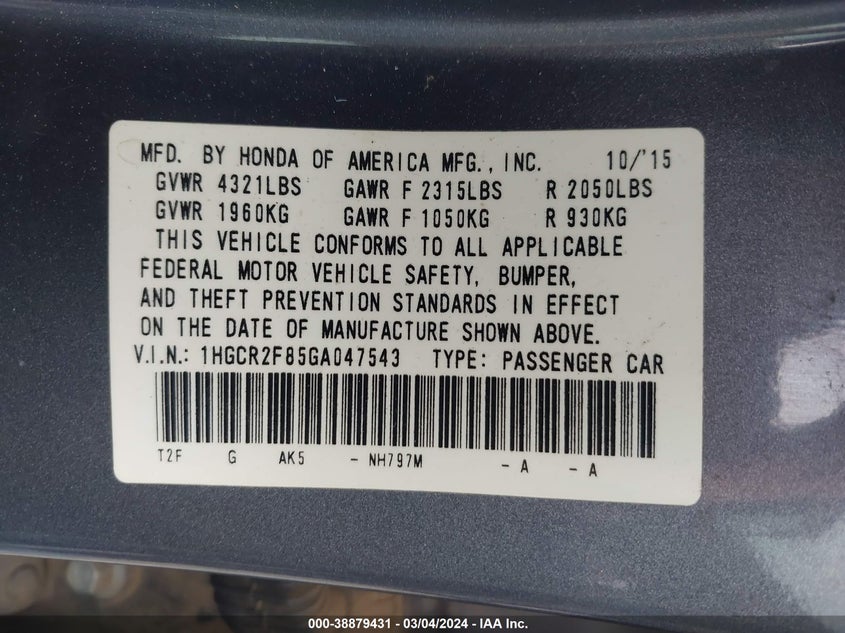 MFD. BY HONDA OF AMERICA MFG., INC. 10/'15
GVWR 4321LBS GAWR F 2315LBS R 2050LBS
GVWR 1960KG GAWR F 1050KG R 930KG
THIS VEHICLE CONFORMS TO ALL APPLICABLE
FEDERAL MOTOR VEHICLE SAFETY, BUMPER,
AND THEFT PREVENTION STANDARDS IN EFFECT
ON THE DATE OF MANUFACTURE SHOWN ABOVE.
V.I.N.: 1HGCR2F85GA047543 TYPE: PASSENGER CAR
T2F G AK5 - NH797M - A - A
000-38879431 - 03/04/2024 - IAA Inc.